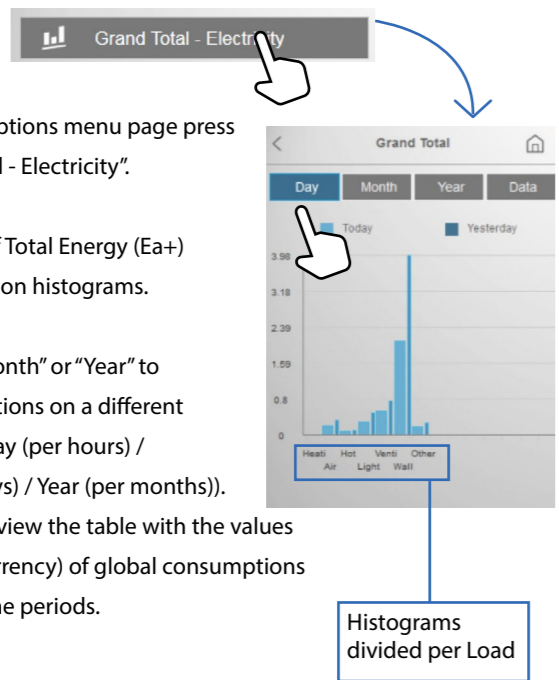 Grand Total - Electricity
ptions menu page press
l - Electricity”.
f Total Energy (Ea+)
on histograms.
onth” or “Year” to
tions on a different
ay (per hours) /
s) / Year (per months)).
view the table with the values
rrency) of global consumptions
ne periods.
Grand Total
Day Month Year Data
Today Yesterday
3.98
3.18
2.39
1.59
0.8
0
Heati Hot Venti Other
Air Light Wall
Histograms
divided per Load